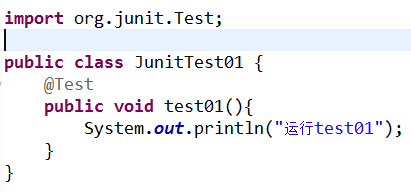 import org.junit.Test;
public class JunitTest01 {
@Test
public void test01(){
System.out.println("运行test01");
}
}